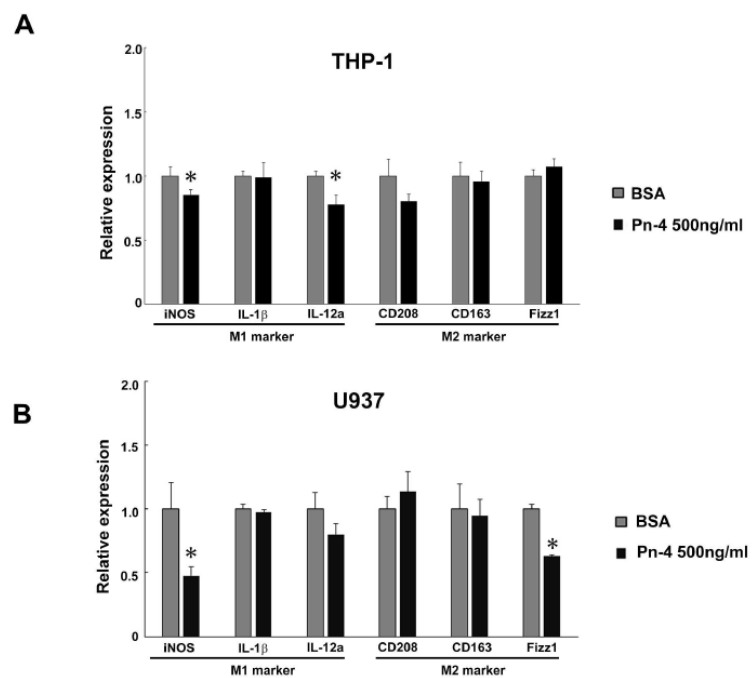 A
THP-1
Relative expression
2.0
1.5
1.0
0.5
0
* *
iNOS IL-1β IL-12a CD208 CD163 Fizz1
M1 marker M2 marker
BSA
Pn-4 500ng/ml
B
U937
Relative expression
2.0
1.5
1.0
0.5
0
* *
iNOS IL-1β IL-12a CD208 CD163 Fizz1
M1 marker M2 marker
BSA
Pn-4 500ng/ml